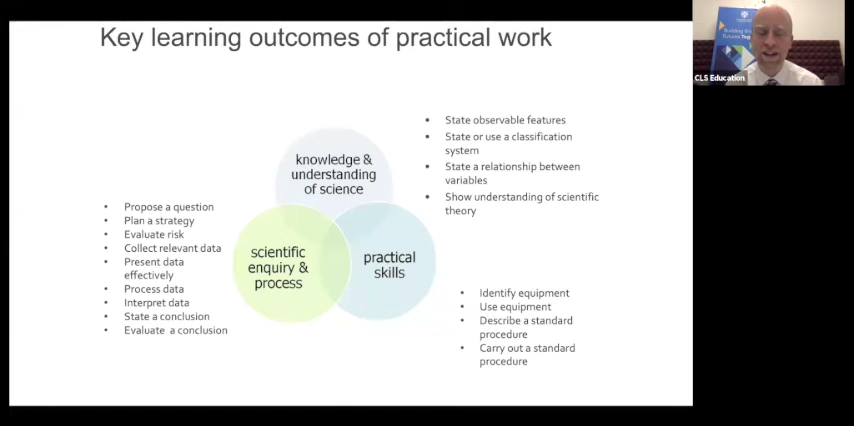 Key learning outcomes of practical work
Building
Futures Tog
CLS Education
knowledge &
understanding
of science
• State observable features
• State or use a classification
system
• State a relationship between
variables
• Show understanding of scientific
theory
• Propose a question
• Plan a strategy
• Evaluate risk
• Collect relevant data
• Present data
effectively
• Process data
• Interpret data
• State a conclusion
• Evaluate a conclusion
scientific
enquiry &
process
practical
skills
• Identify equipment
• Use equipment
• Describe a standard
procedure
• Carry out a standard
procedure